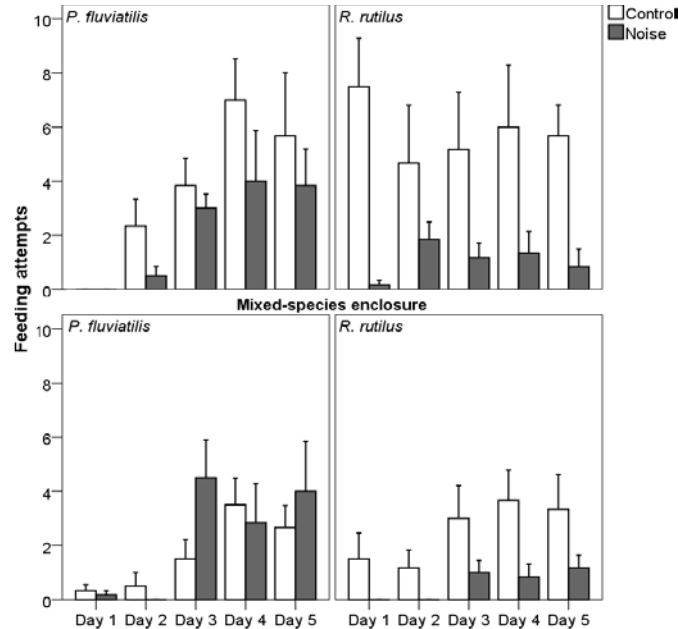 P. fluviatilis
R. rutilus
Control
Noise
10
8
6
4
2
0
Feeding attempts
Mixed-species enclosure
P. fluviatilis
R. rutilus
10
8
6
4
2
0
Day 1 Day 2 Day 3 Day 4 Day 5 Day 1 Day 2 Day 3 Day 4 Day 5